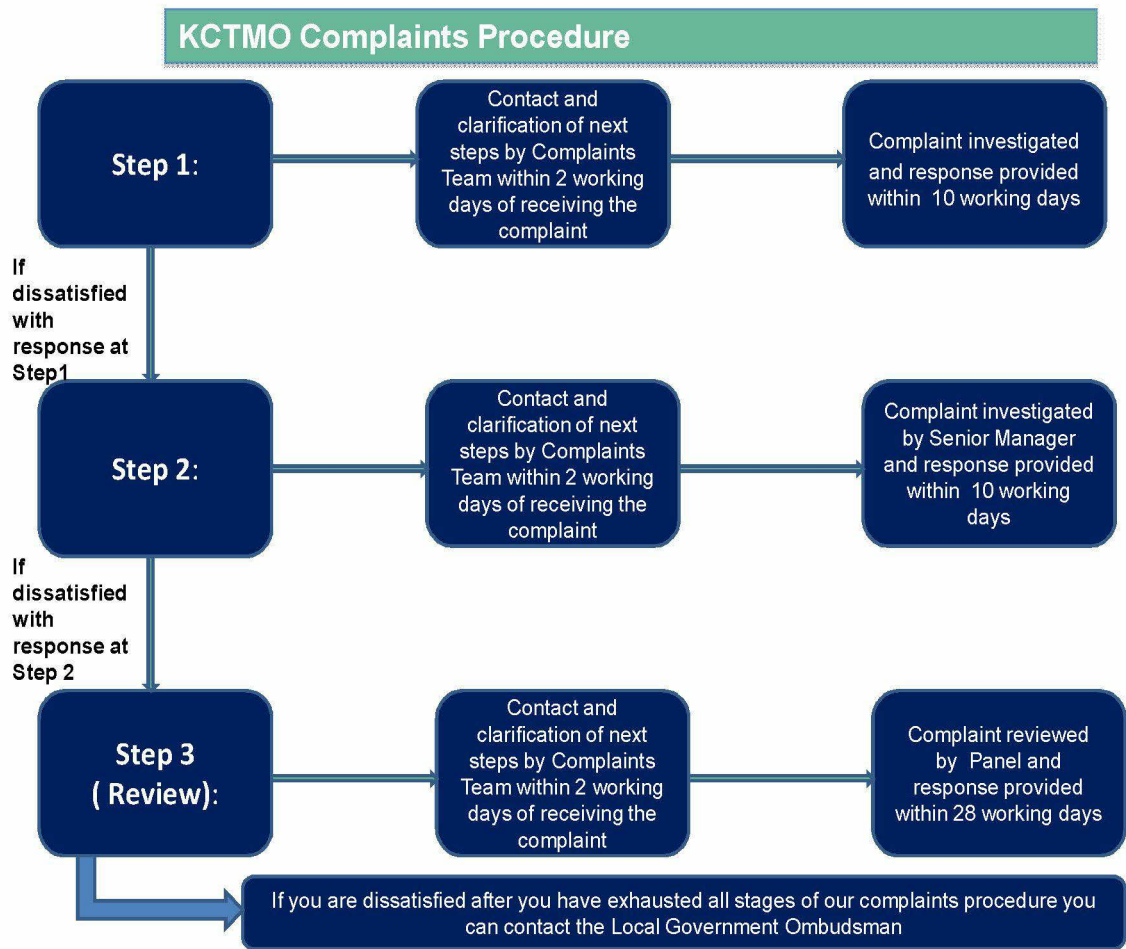 KCTMO Complaints Procedure
Step 1:
Contact and
clarification of next
steps by Complaints
Team within 2 working
days of receiving the
complaint
Complaint investigated
and response provided
within 10 working days
If
dissatisfied
with
response at
Step1
Step 2:
Contact and
clarification of next
steps by Complaints
Team within 2 working
days of receiving the
complaint
Complaint investigated
by Senior Manager
and response provided
within 10 working
days
If
dissatisfied
with
response at
Step 2
Step 3
( Review):
Contact and
clarification of next
steps by Complaints
Team within 2 working
days of receiving the
complaint
Complaint reviewed
by Panel and
response provided
within 28 working days
If you are dissatisfied after you have exhausted all stages of our complaints procedure you
can contact the Local Government Ombudsman